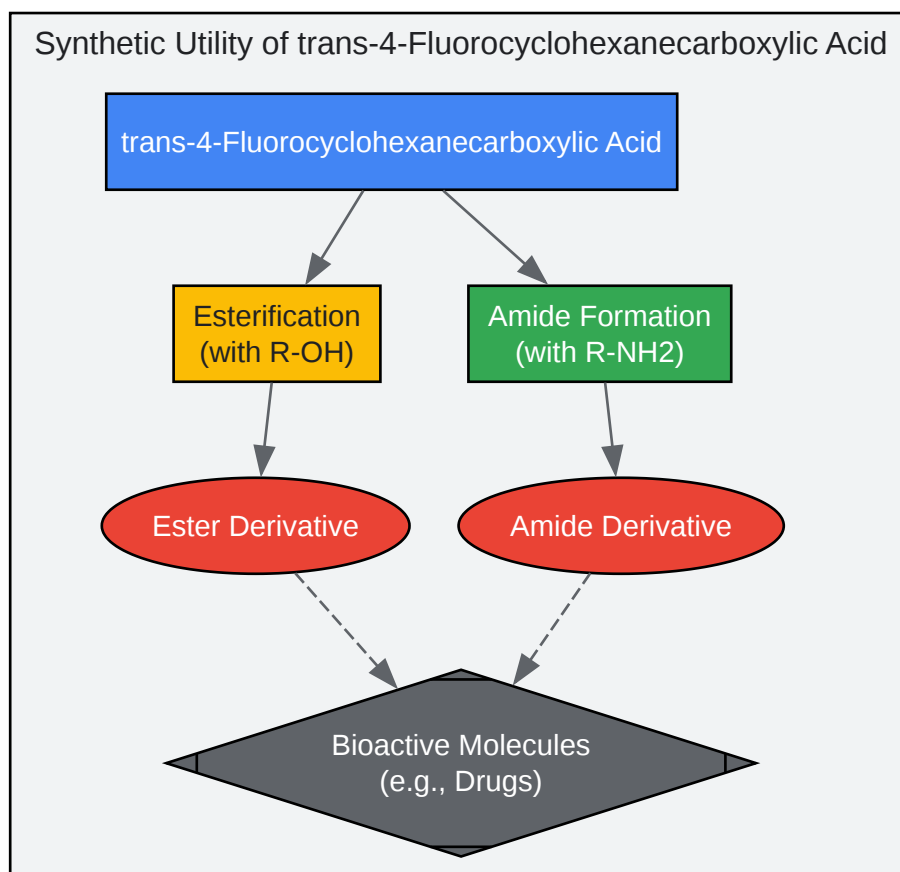 Synthetic Utility of trans-4-Fluorocyclohexanecarboxylic Acid
trans-4-Fluorocyclohexanecarboxylic Acid
Esterification
(with R-OH)
Amide Formation
(with R-NH2)
Ester Derivative
Amide Derivative
Bioactive Molecules
(e.g., Drugs)